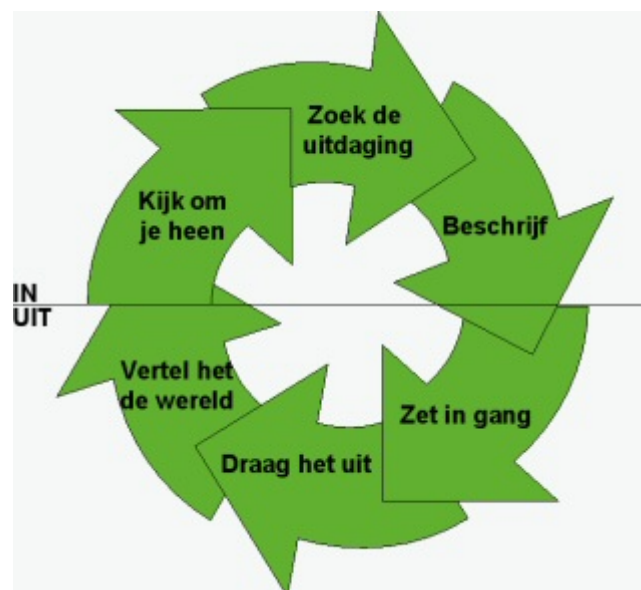 Zoek de
uitdaging
Kijk om
je heen
Beschrijf
IN
UIT
Vertel het
de wereld
Zet in gang
Draag het uit